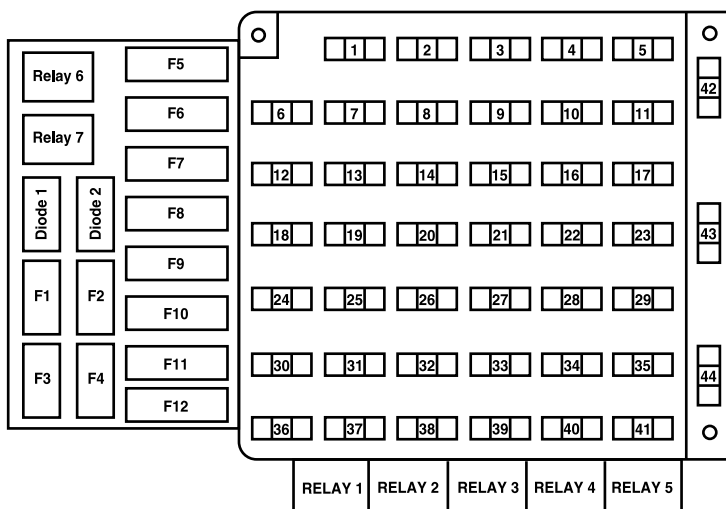 Relay 6
Relay 7
Diode 1
Diode 2
F1
F2
F3
F4
F5
F6
F7
F8
F9
F10
F11
F12
1 2 3 4 5
6 7 8 9 10 11
12 13 14 15 16 17
18 19 20 21 22 23
24 25 26 27 28 29
30 31 32 33 34 35
36 37 38 39 40 41
42
43
44
RELAY 1 RELAY 2 RELAY 3 RELAY 4 RELAY 5